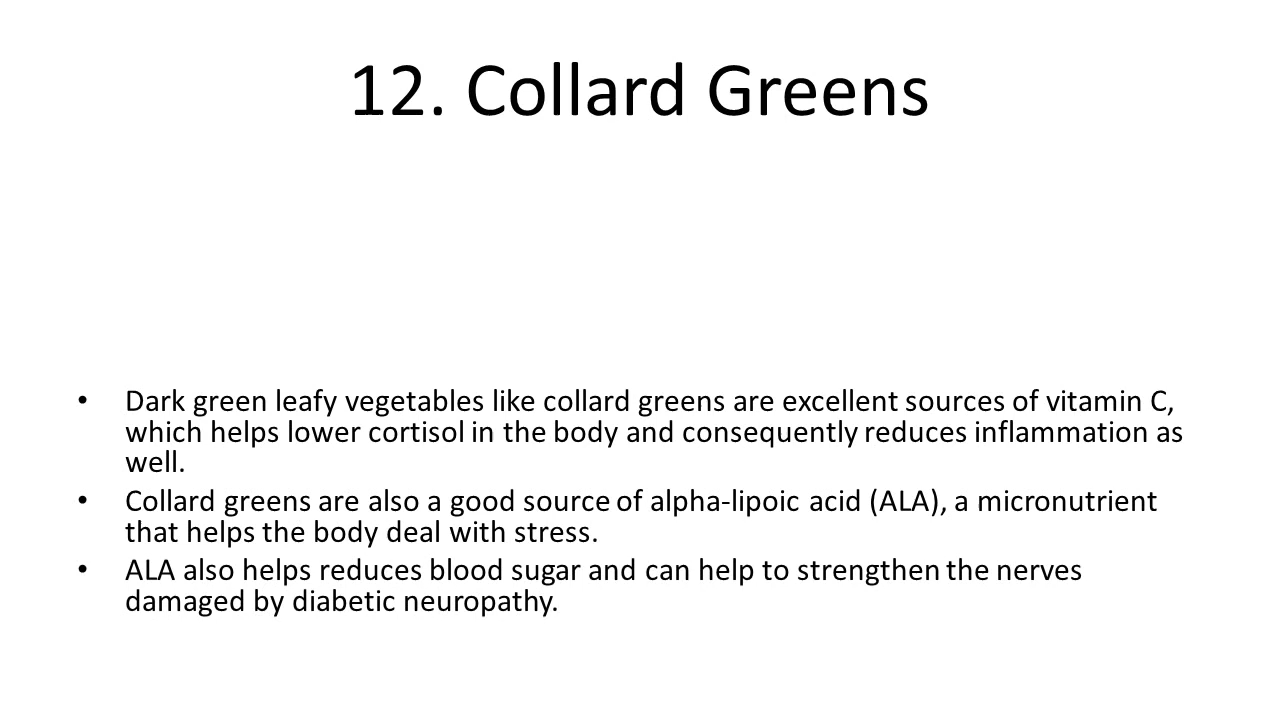 12. Collard Greens
• Dark green leafy vegetables like collard greens are excellent sources of vitamin C,
which helps lower cortisol in the body and consequently reduces inflammation as
well.
• Collard greens are also a good source of alpha-lipoic acid (ALA), a micronutrient
that helps the body deal with stress.
• ALA also helps reduces blood sugar and can help to strengthen the nerves
damaged by diabetic neuropathy.